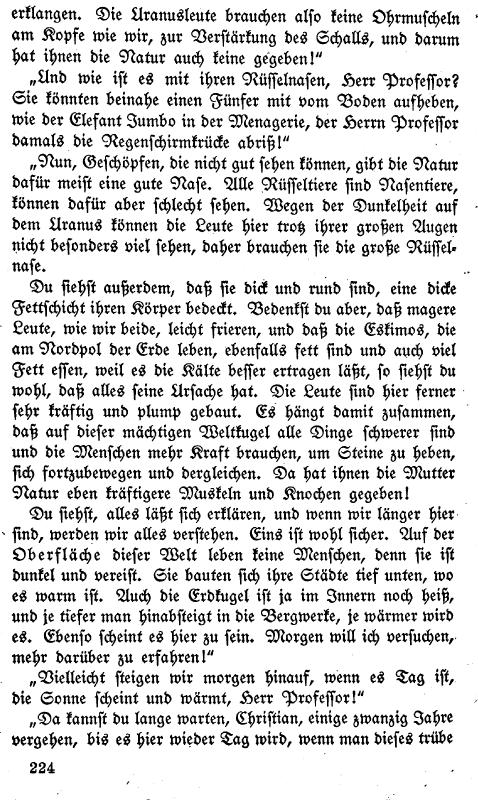 erklangen. Die Uranusleute brauchen also keine Ohrmuscheln
am Kopfe wie wir, zur Verstärkung des Schalls, und darum
hat ihnen die Natur auch keine gegeben!“
„Und wie ist es mit ihren Rüsselnasen, Herr Professor?
Sie könnten beinahe einen Fünfer mit vom Boden aufheben,
wie der Elefant Jumbo in der Menagerie, der Herrn Professor
damals die Regenschirmkrücke abriß!“
„Nun, Geschöpfen, die nicht gut sehen können, gibt die Natur
dafür meist eine gute Nase. Alle Rüsseltiere sind Nasentiere,
können dafür aber schlecht sehen. Wegen der Dunkelheit auf
dem Uranus können die Leute hier trotz ihrer großen Augen
nicht besonders viel sehen, daher brauchen sie die große Rüssel-
nase.
Du siehst außerdem, daß sie dick und rund sind, eine dicke
Fettschicht ihren Körper bedeckt. Bedenkst du aber, daß magere
Leute, wie wir beide, leicht frieren, und daß die Eskimos, die
am Nordpol der Erde leben, ebenfalls fett sind und auch viel
Fett essen, weil es die Kälte besser ertragen läßt, so siehst du
wohl, daß alles seine Ursache hat. Die Leute sind hier ferner
sehr kräftig und plump gebaut. Es hängt damit zusammen,
daß auf dieser mächtigen Weltkugel alle Dinge schwerer sind
und die Menschen mehr Kraft brauchen, um Steine zu heben,
sich fortzubewegen und dergleichen. Da hat ihnen die Mutter
Natur eben kräftigere Muskeln und Knochen gegeben!
Du siehst, alles läßt sich erklären, und wenn wir länger hier
sind, werden wir alles verstehen. Eins ist wohl sicher. Auf der
Oberfläche dieser Welt leben keine Menschen, denn sie ist
dunkel und vereist. Sie bauten sich ihre Städte tief unten, wo
es warm ist. Auch die Erdkugel ist ja im Innern noch heiß,
und je tiefer man hinabsteigt in die Bergwerke, je wärmer wird
es. Ebenso scheint es hier zu sein. Morgen will ich versuchen,
mehr darüber zu erfahren!“
„Vielleicht steigen wir morgen hinauf, wenn es Tag ist,
die Sonne scheint und wärmt, Herr Professor!“
„Da kannst du lange warten, Christian, einige zwanzig Jahre
vergehen, bis es hier wieder Tag wird, wenn man dieses trübe
224